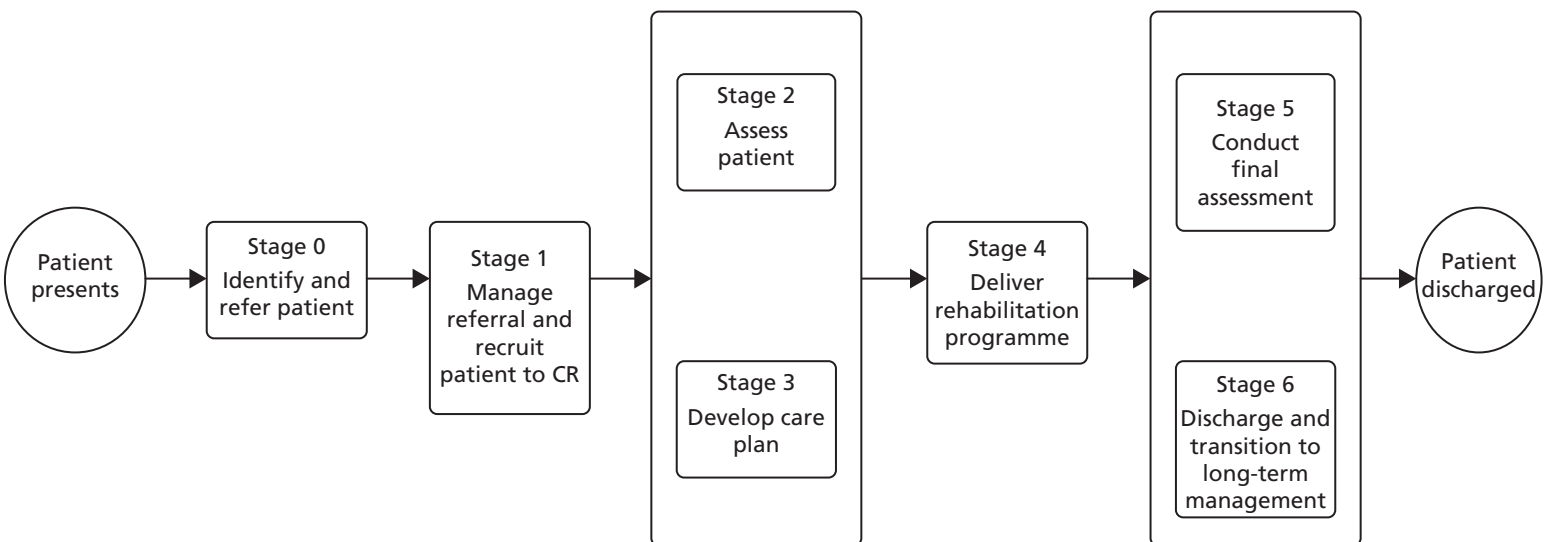 Patient
presents
Stage 0
Identify and
refer patient
Stage 1
Manage
referral and
recruit
patient to CR
Stage 2
Assess
patient
Stage 3
Develop care
plan
Stage 4
Deliver
rehabilitation
programme
Stage 5
Conduct
final
assessment
Stage 6
Discharge and
transition to
long-term
management
Patient
discharged